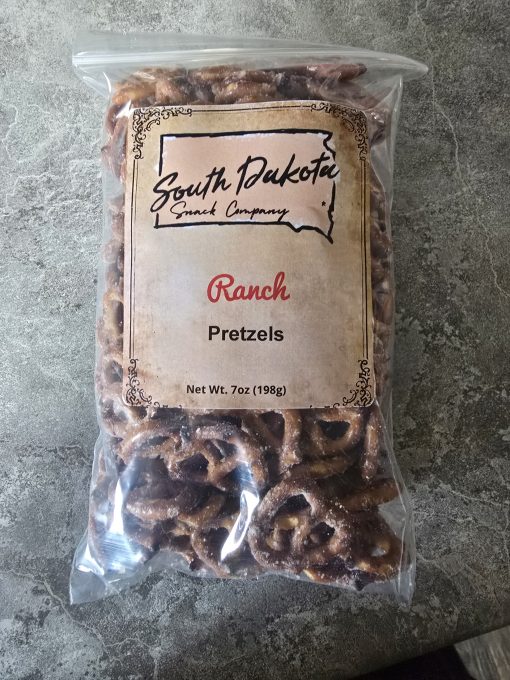 South Dakota
Snack Company
Ranch
Pretzels
Net Wt. 7oz (198g)